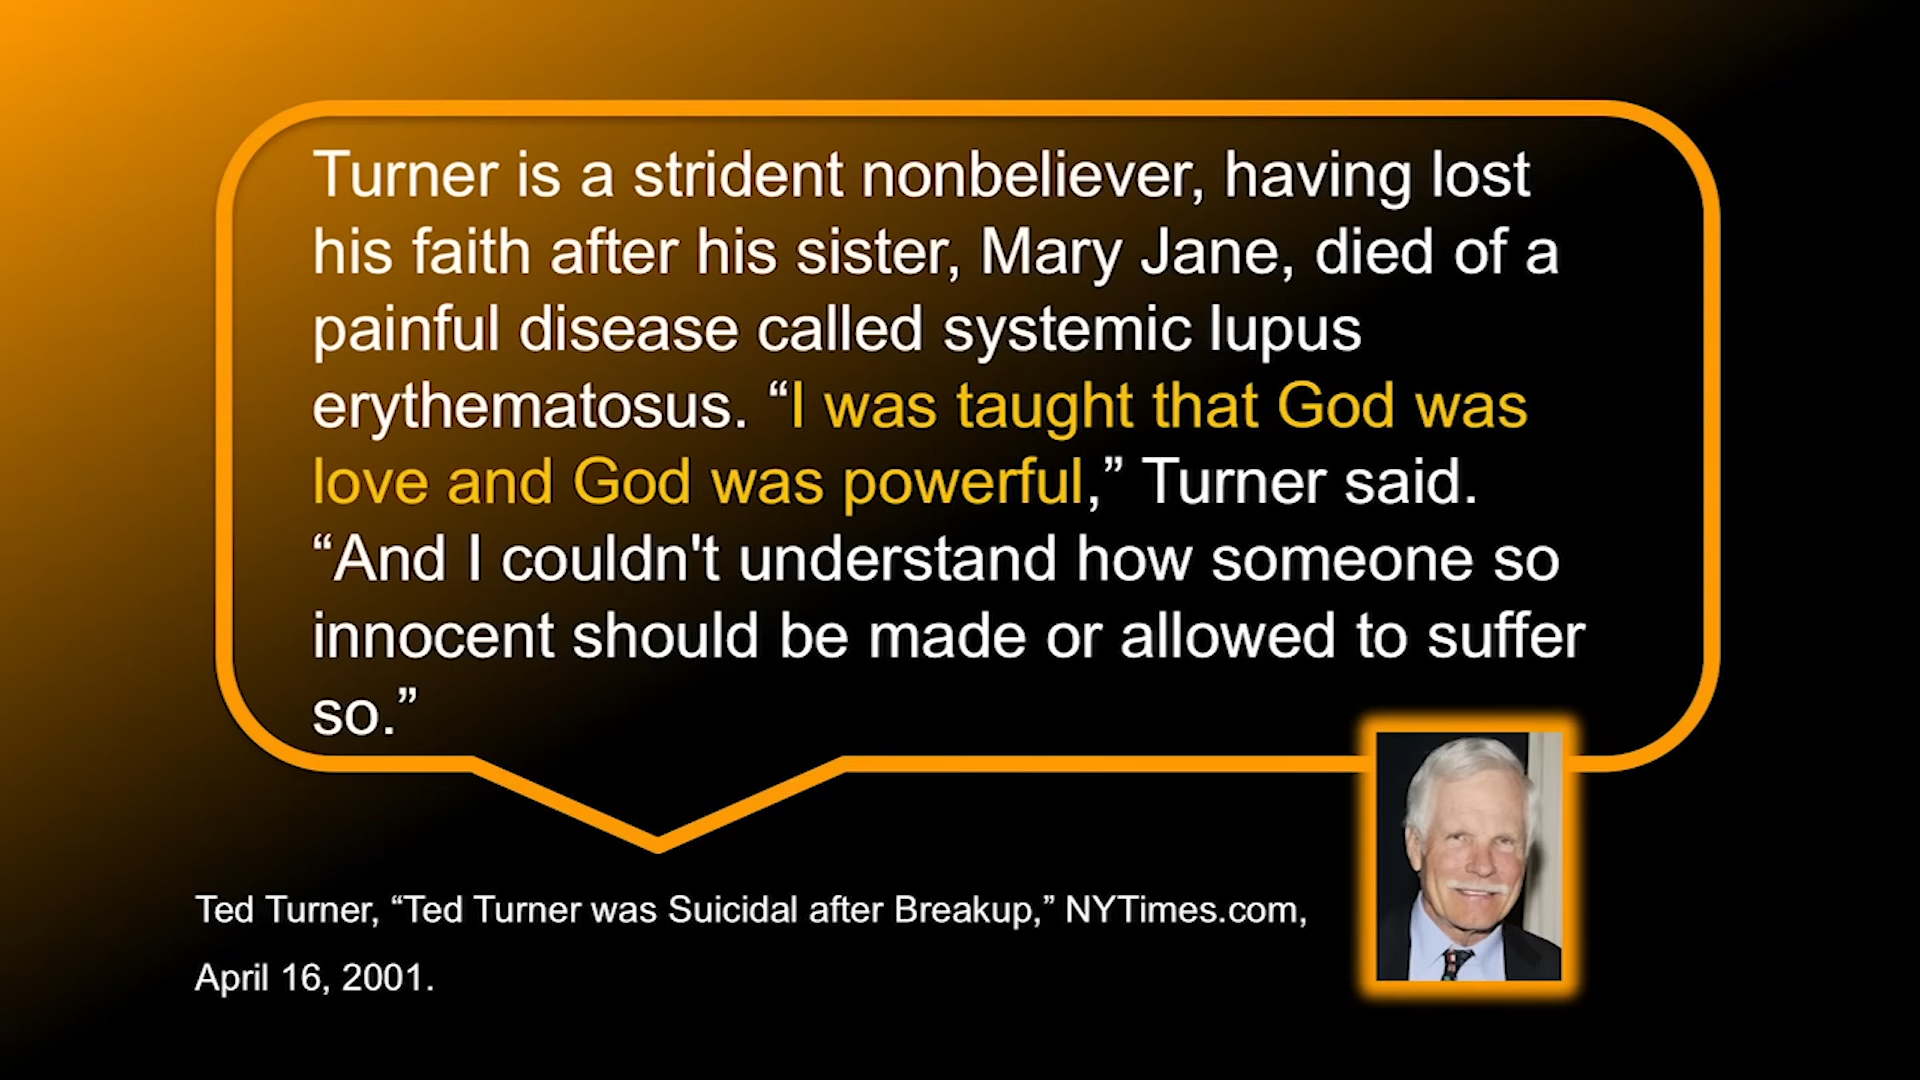 Turner is a strident nonbeliever, having lost
his faith after his sister, Mary Jane, died of a
painful disease called systemic lupus
erythematosus. “I was taught that God was
love and God was powerful,” Turner said.
“And I couldn't understand how someone so
innocent should be made or allowed to suffer
so.”
Ted Turner, “Ted Turner was Suicidal after Breakup,” NYTimes.com,
April 16, 2001.